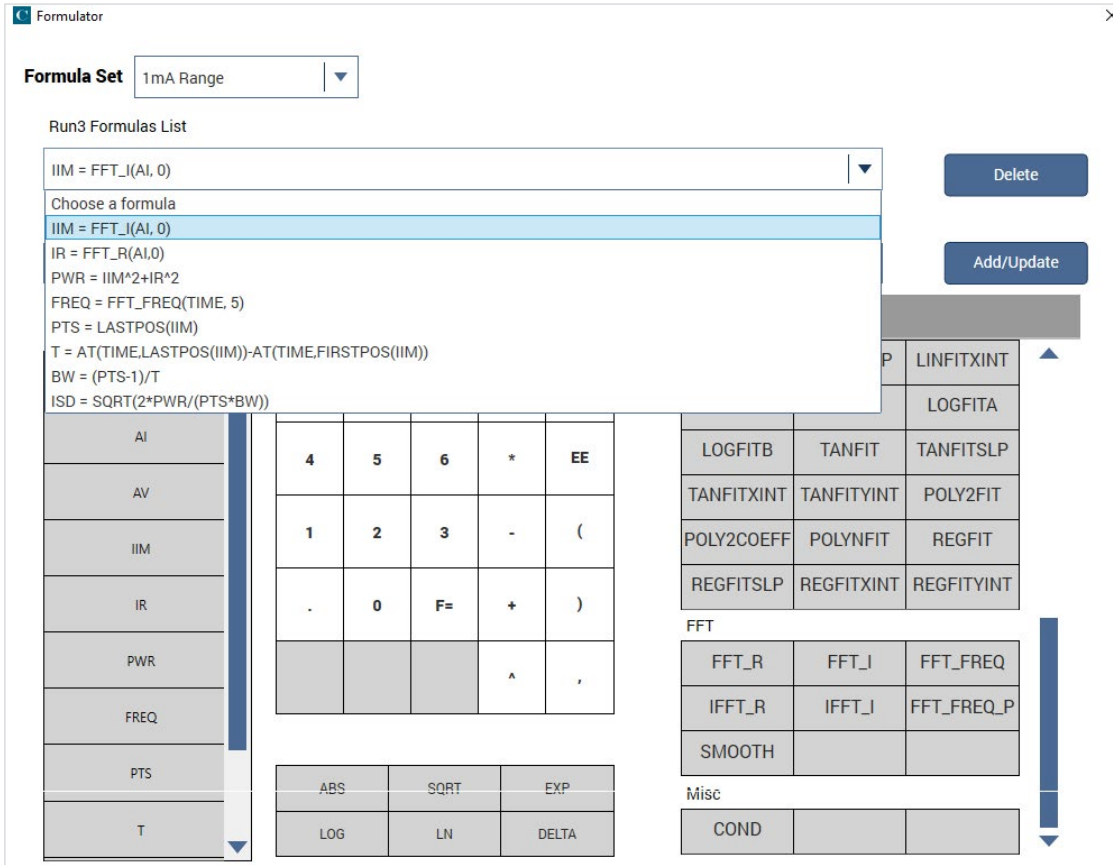 C Formulator
Formula Set 1mA Range
Run3 Formulas List
IIM = FFT_I(AI, 0)
Delete
Choose a formula
IIM = FFT_I(AI, 0)
IR = FFT_R(AI,0)
PWR = IIM^2+IR^2
FREQ = FFT_FREQ(TIME, 5)
PTS = LASTPOS(IIM)
T = AT(TIME,LASTPOS(IIM))-AT(TIME,FIRSTPOS(IIM))
BW = (PTS-1)/T
ISD = SQRT(2*PWR/(PTS*BW))
Add/Update
AI
AV
IIM
IR
PWR
FREQ
PTS
T
4 5 6 * EE
1 2 3 - (
. 0 F= + )
^ ,
ABS SQRT EXP
LOG LN DELTA
P LINFITXINT
LOGFITA
LOGFITB TANFIT TANFITSLP
TANFITXINT TANFITYINT POLY2FIT
POLY2COEFF POLYNFIT REGFIT
REGFITSLP REGFITXINT REGFITYINT
FFT
FFT_R FFT_I FFT_FREQ
IFFT_R IFFT_I FFT_FREQ_P
SMOOTH
Misc
COND